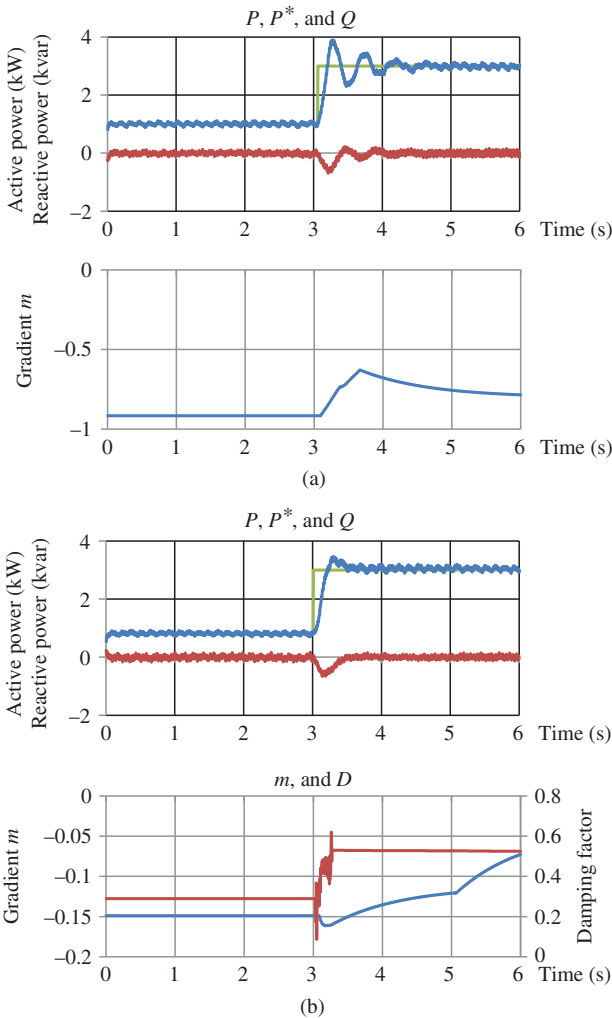 P, P*, and Q
Active power (kW)
Reactive power (kvar)
4
2
0
−2
0 1 2 3 4 5 6 Time (s)
Gradient m
0
−0.5
−1
0 1 2 3 4 5 6 Time (s)
(a)
P, P*, and Q
Active power (kW)
Reactive power (kvar)
4
2
0
−2
0 1 2 3 4 5 6 Time (s)
m, and D
Gradient m
0
−0.05
−0.1
−0.15
−0.2
0.8
0.6
0.4
0.2
0
Damping factor
0 1 2 3 4 5 6 Time (s)
(b)